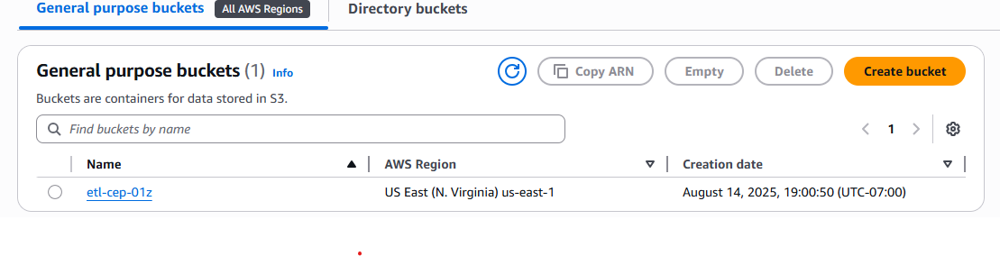 General purpose buckets All AWS Regions Directory buckets
General purpose buckets (1) Info Copy ARN Empty Delete Create bucket
Buckets are containers for data stored in S3.
Find buckets by name 1
Name AWS Region Creation date
etl-cep-01z US East (N. Virginia) us-east-1 August 14, 2025, 19:00:50 (UTC-07:00)